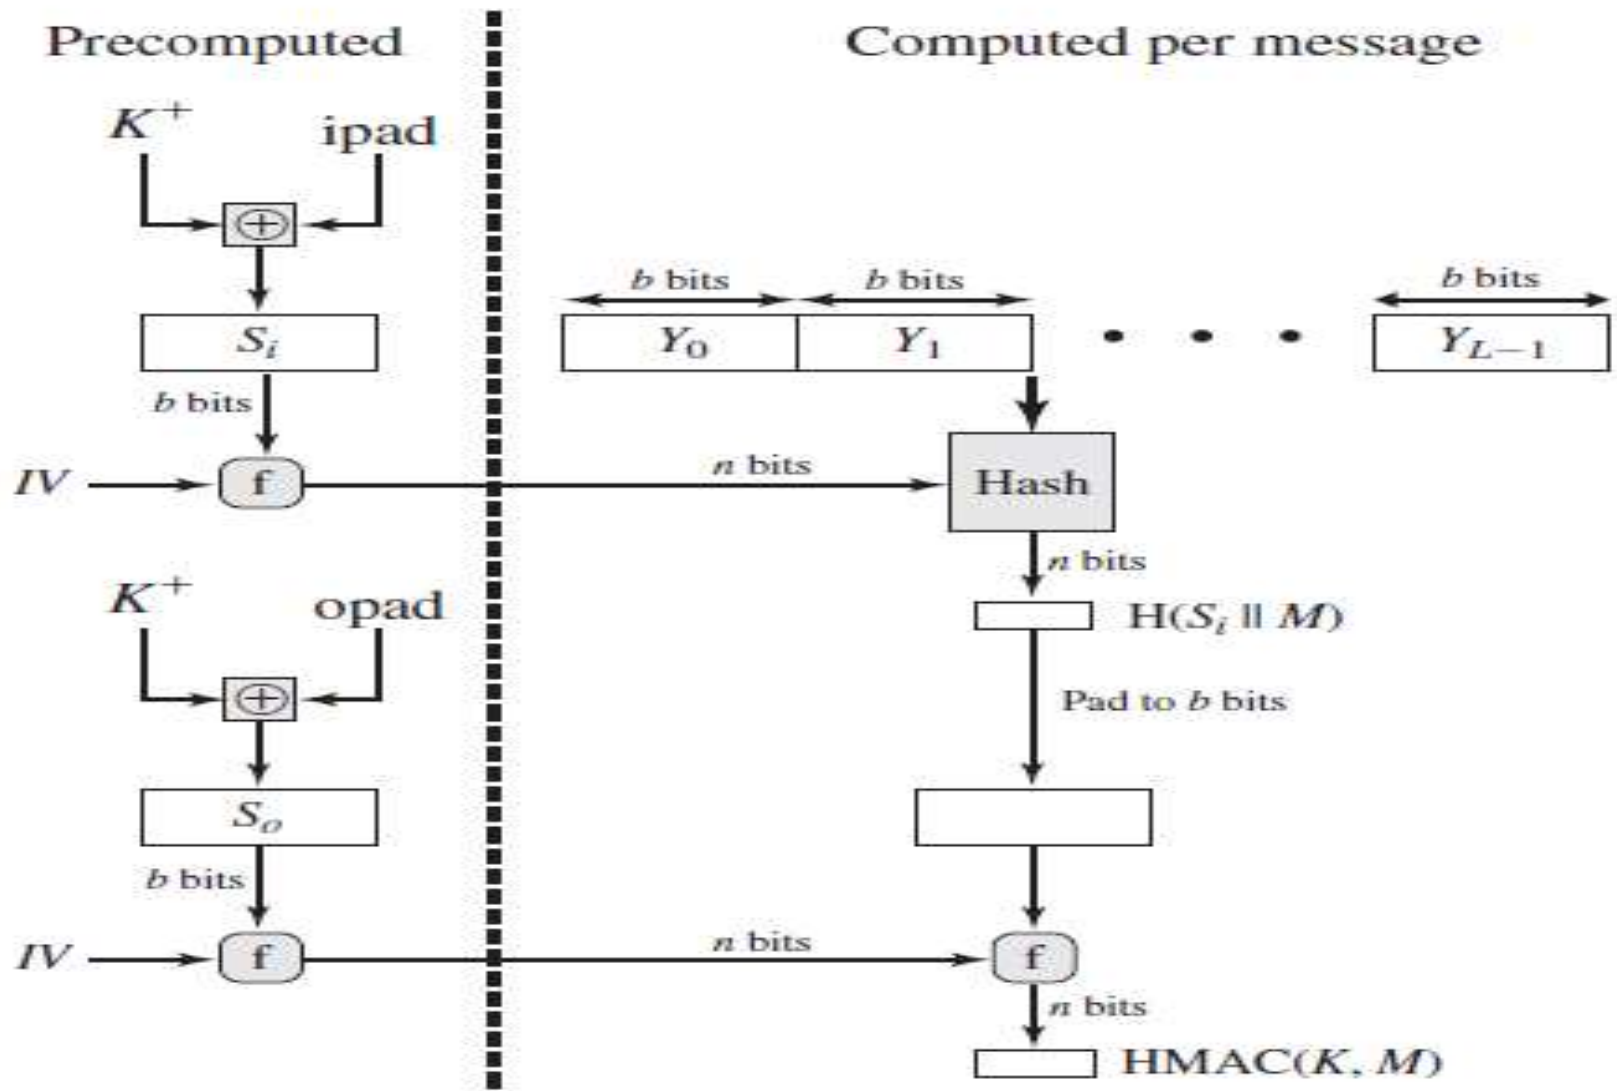 Precomputed
Computed per message
K+
ipad
⊕
b bits
b bits
b bits
Si
Y0
Y1
• • •
YL−1
b bits
IV
f
n bits
Hash
n bits
K+
opad
H(Si || M)
⊕
Pad to b bits
So
b bits
IV
f
n bits
f
n bits
HMAC(K, M)